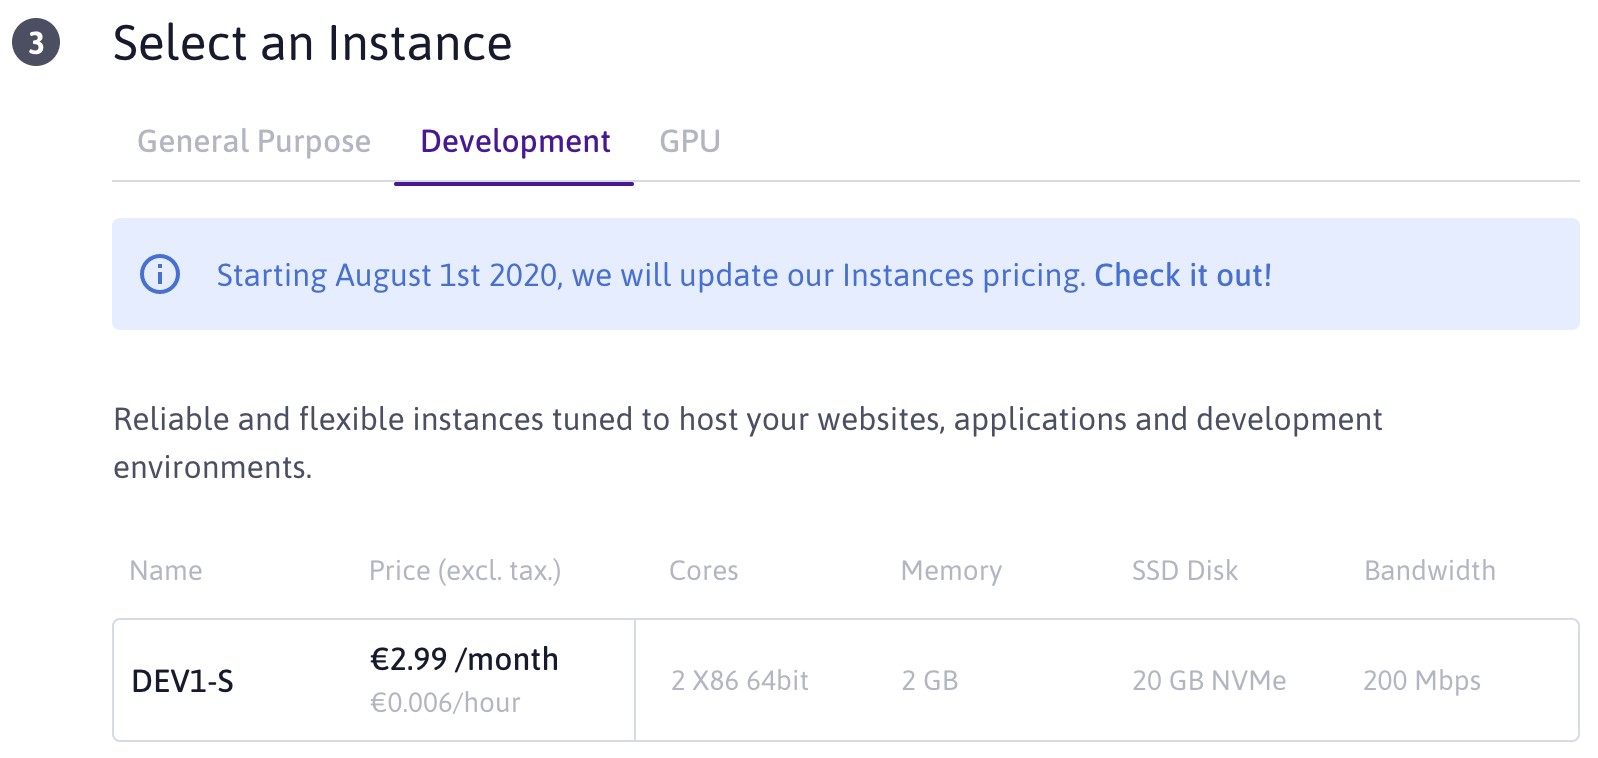 3 Select an Instance
General Purpose Development GPU
Starting August 1st 2020, we will update our Instances pricing. Check it out!
Reliable and flexible instances tuned to host your websites, applications and development
environments.
Name Price (excl. tax.) Cores Memory SSD Disk Bandwidth
DEV1-S €2.99 /month 2 X86 64bit 2 GB 20 GB NVMe 200 Mbps
€0.006/hour